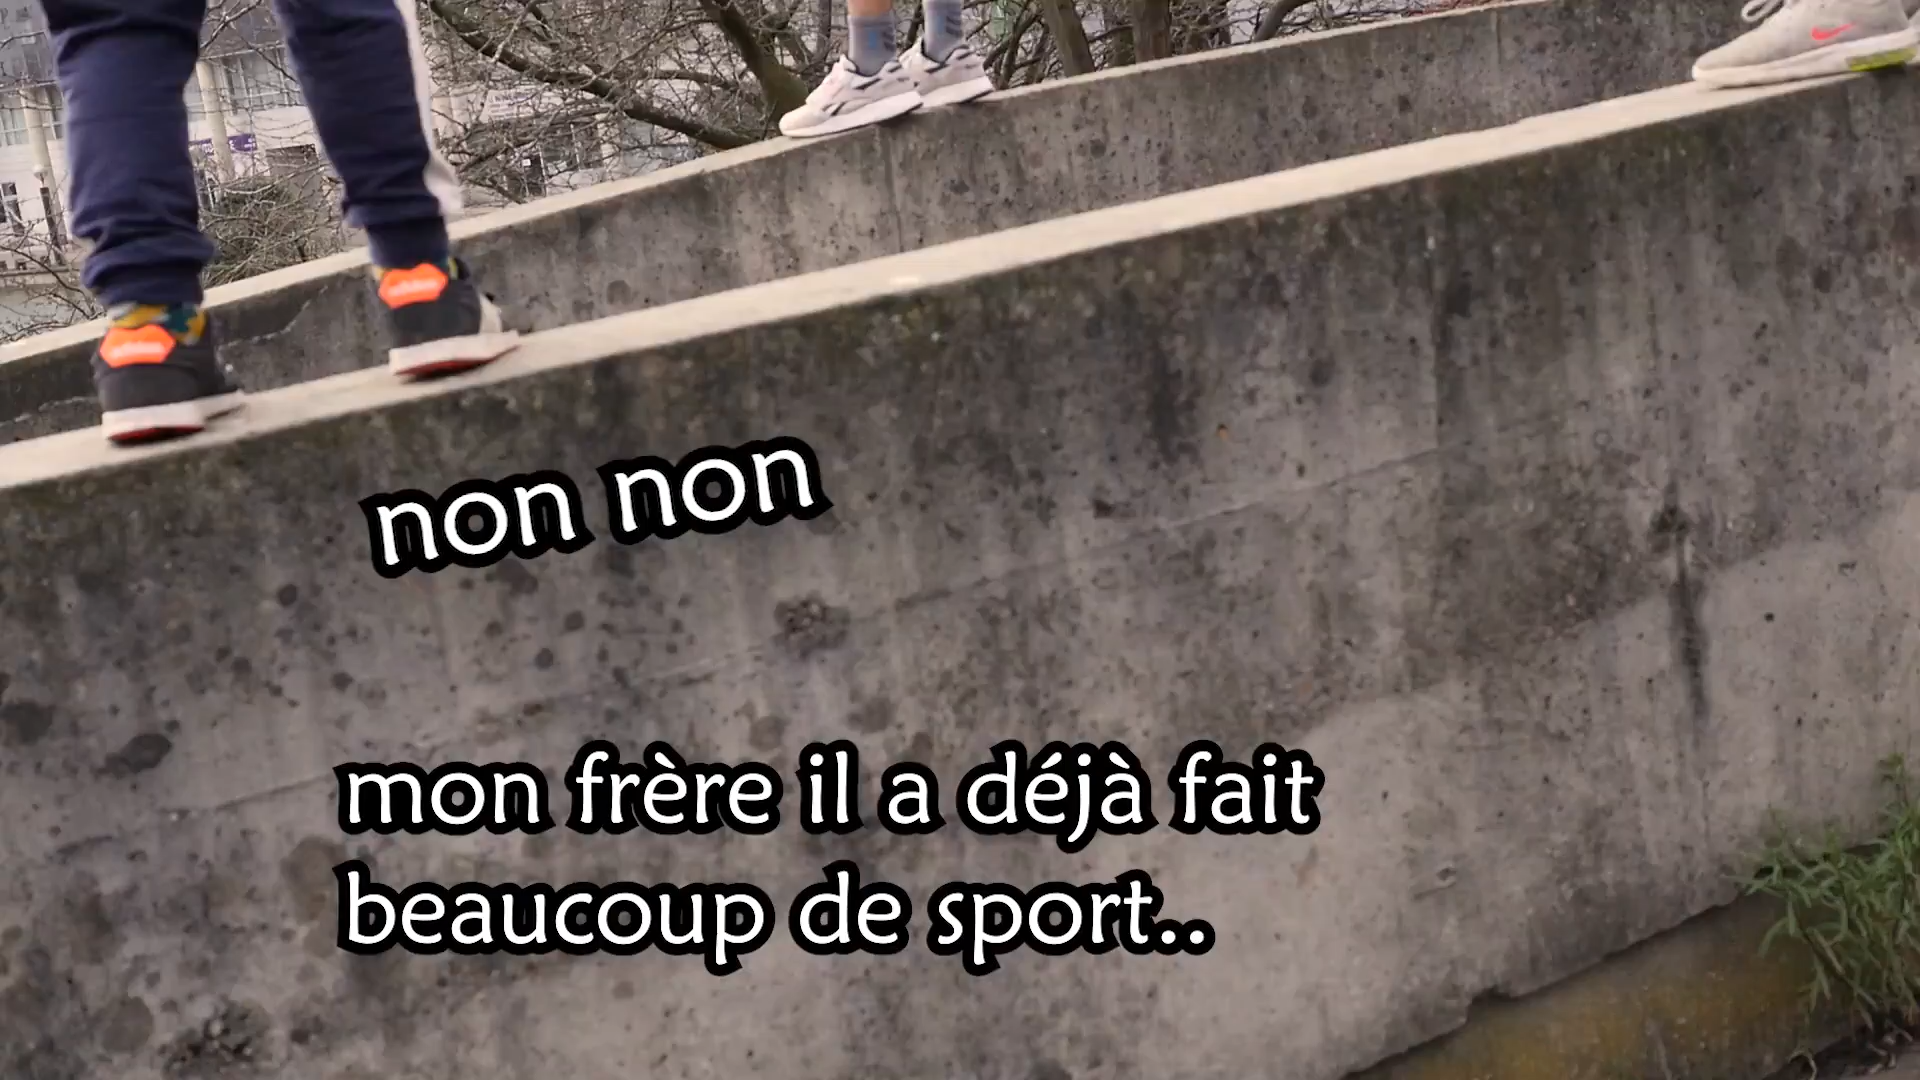 non non
mon frère il a déjà fait
beaucoup de sport..